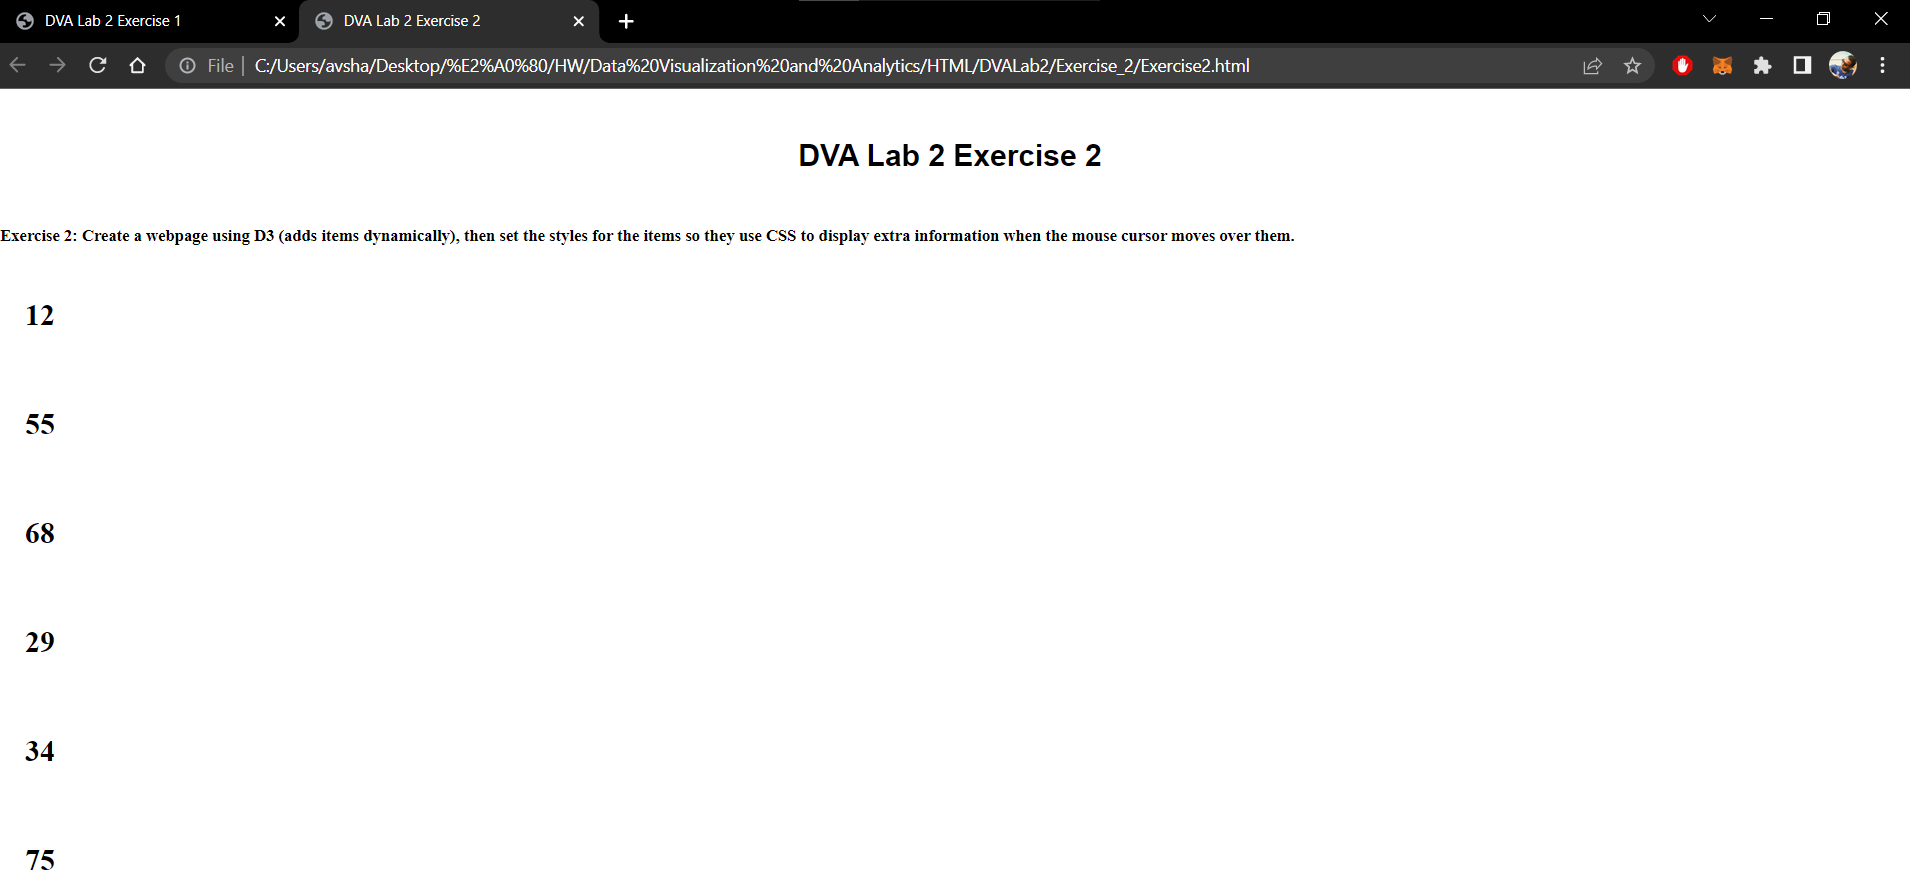 DVA Lab 2 Exercise 1
DVA Lab 2 Exercise 2
File
C:/Users/avsha/Desktop/%E2%A0%80/HW/Data%20Visualization%20and%20Analytics/HTML/DVALab2/Exercise_2/Exercise2.html
DVA Lab 2 Exercise 2
Exercise 2: Create a webpage using D3 (adds items dynamically), then set the styles for the items so they use CSS to display extra information when the mouse cursor moves over them.
12
55
68
29
34
75